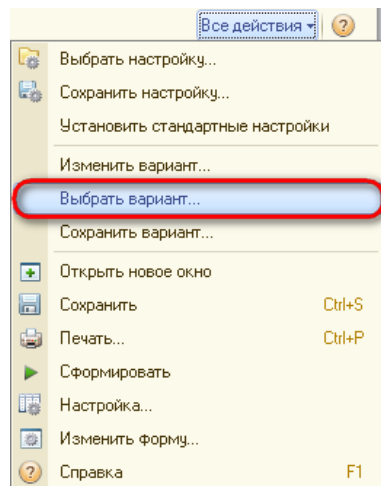 Все действия
Выбрать настройку...
Сохранить настройку...
Установить стандартные настройки
Изменить вариант...
Выбрать вариант...
Сохранить вариант...
Открыть новое окно
Сохранить Ctrl+S
Печать... Ctrl+P
Сформировать
Настройка...
Изменить форму...
Справка F1